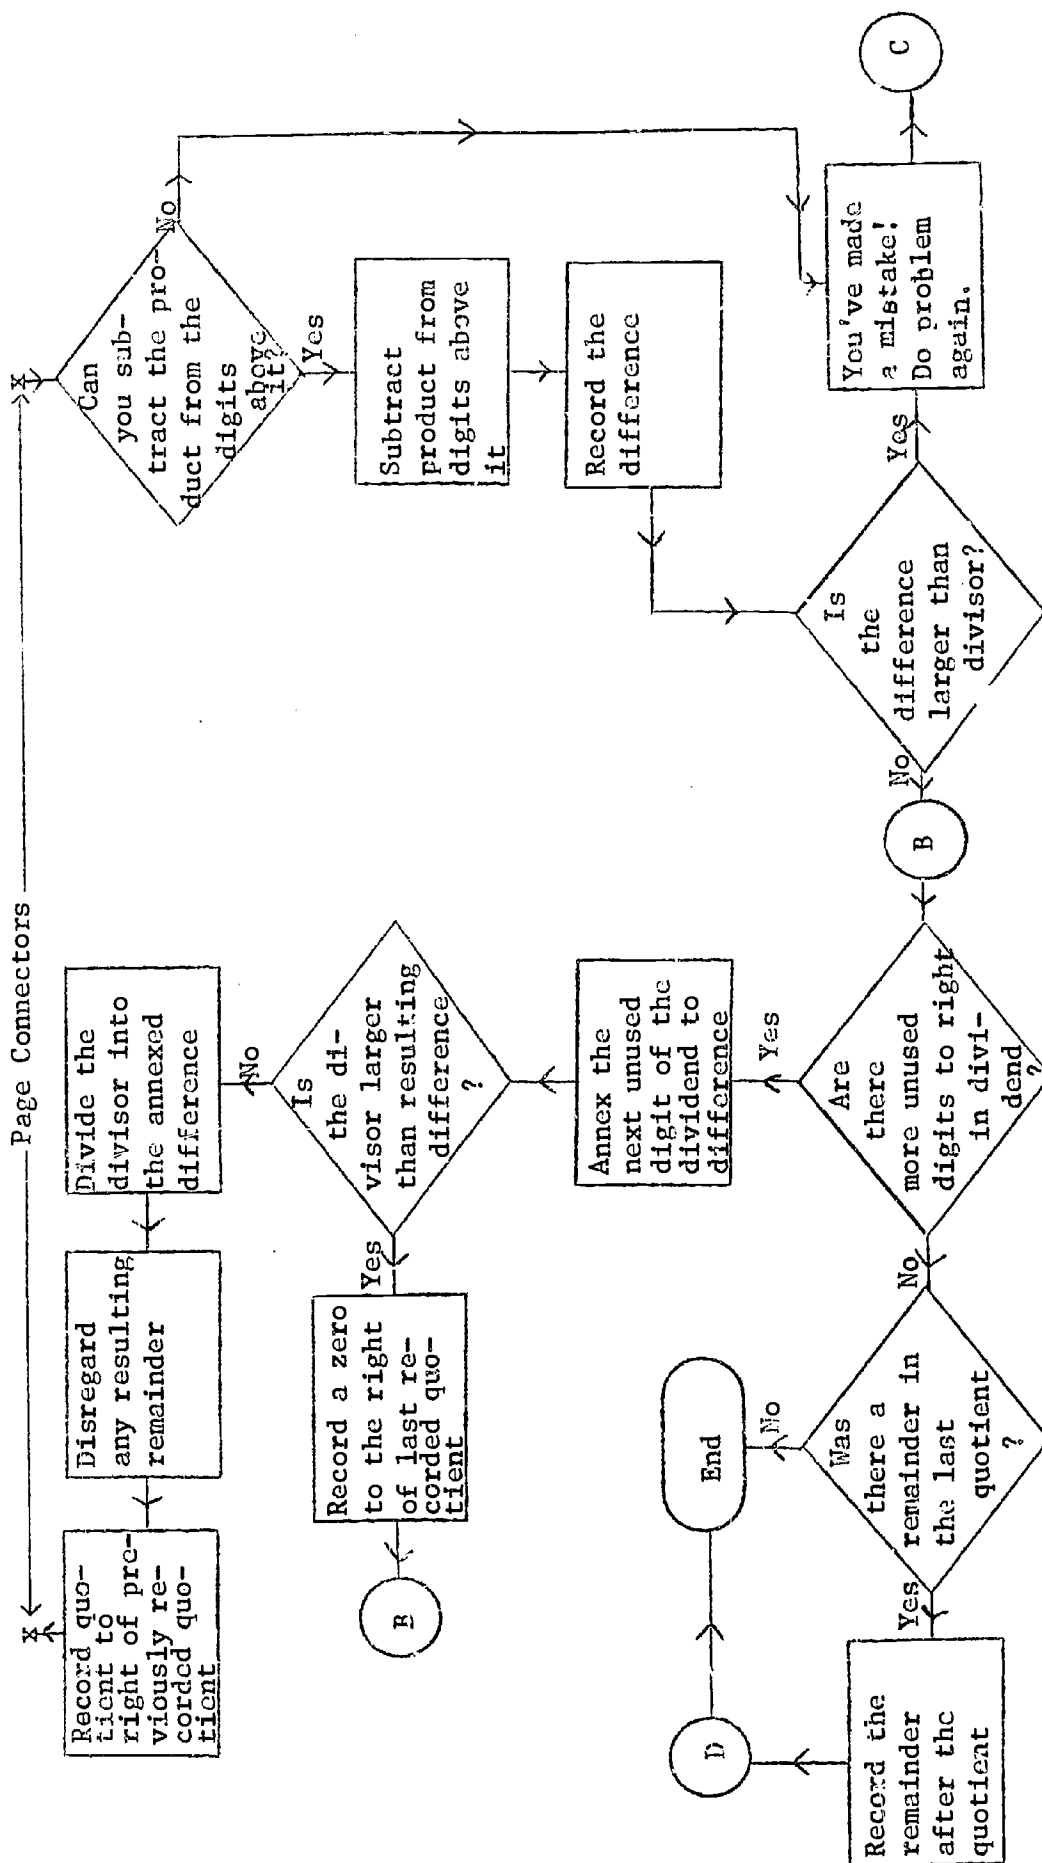 Page Connectors
x
x
Record quo-
tient to
right of pre-
viously re-
corded quo-
tient
Disregard
any resulting
remainder
Divide the
divisor into
the annexed
difference
No
Is
the di-
visor larger
than resulting
difference
?
Yes
Record a zero
to the right
of last re-
corded quo-
tient
B
Can
you sub-
tract the pro-
duct from the
digits
above
it?
No
Yes
Subtract
product from
digits above
it
Record the
difference
Is
the
difference
larger than
divisor?
Yes
You've made
a mistake!
Do problem
again.
C
No
B
Are
there
more unused
digits to right
in divi-
dend
?
Yes
Annex the
next unused
digit of the
dividend to
difference
No
Was
there a
remainder in
the last
quotient
?
No
End
Yes
Record the
remainder
after the
quotient
D